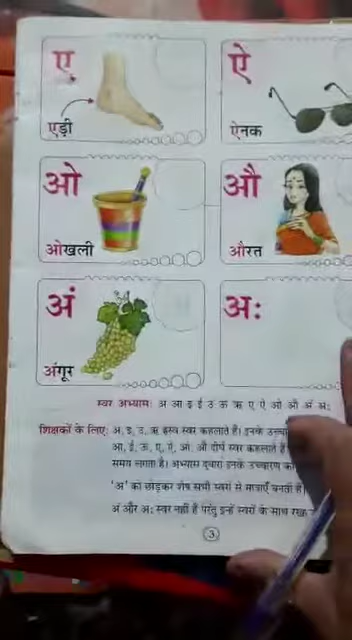 ए
एड़ी
ऐ
ऐनक
ओ
ओखली
औ
औरत
अं
अंगूर
अः
स्वर अभ्यासः अ आ इ ई उ ऊ ऋ ए ऐ ओ औ अं अः
शिक्षकों के लिएः अ, इ, उ, ऋ ह्रस्व स्वर कहलाते हैं। इनके
आ, ई, ऊ, ए, ऐ, ओ, औ दीर्घ स्वर कहलाते हैं
समय लगता है। अभ्यास द्वारा इनके उच्चारण
'अ' को छोड़कर शेष सभी स्वरों से मात्राएँ बनती हैं।
अं और अः स्वर नहीं हैं परंतु इन्हें स्वरों के साथ रखा
3